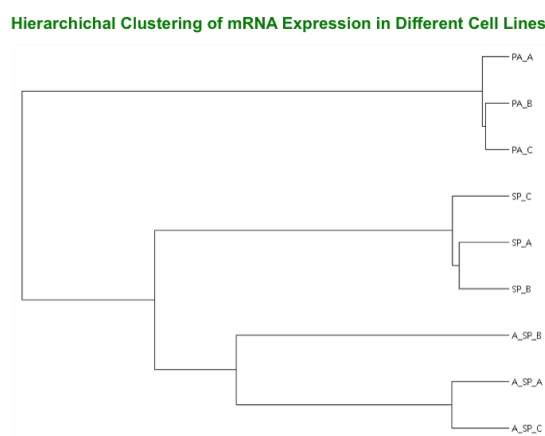 Hierarchichal Clustering of mRNA Expression in Different Cell Lines
PA_A
PA_B
PA_C
SP_C
SP_A
SP_B
A_SP_B
A_SP_A
A_SP_C